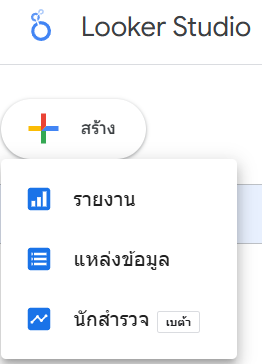 Looker Studio
สร้าง
รายงาน
แหล่งข้อมูล
นักสำรวจ เบต้า